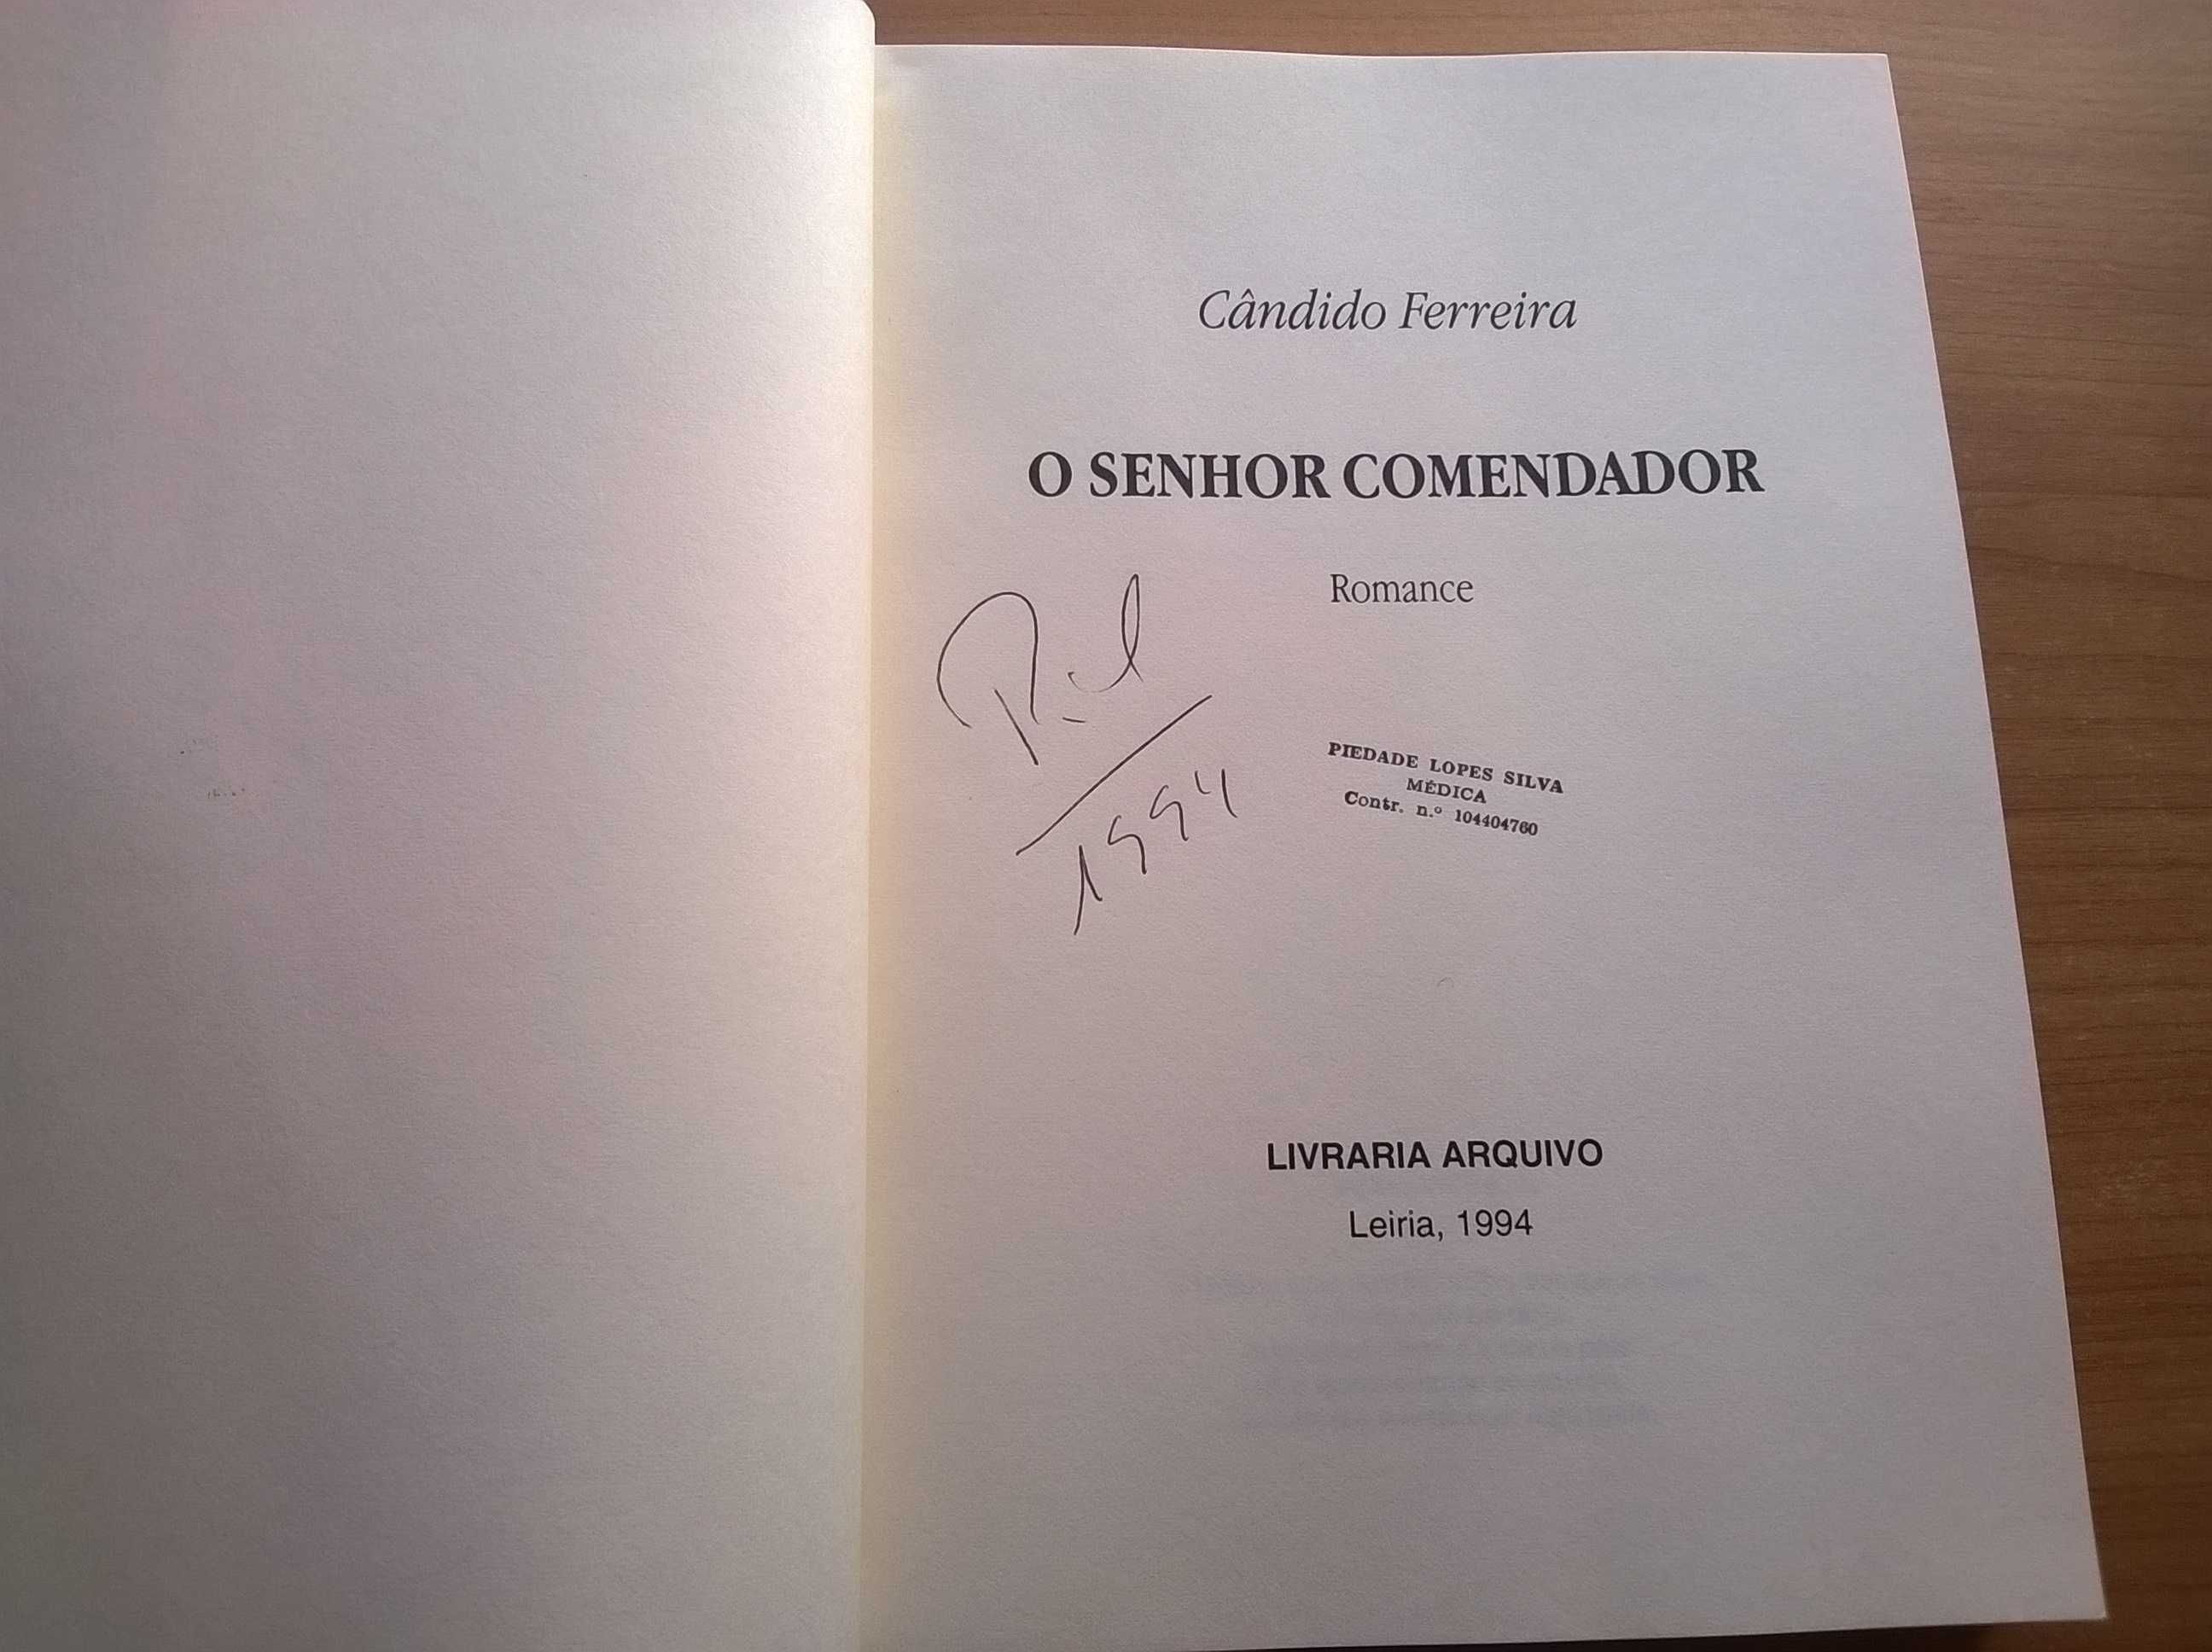 Cândido Ferreira
O SENHOR COMENDADOR
Romance
1994
PIEDADE LOPES SILVA
MÉDICA
Contr. n.º 104404760
LIVRARIA ARQUIVO
Leiria, 1994